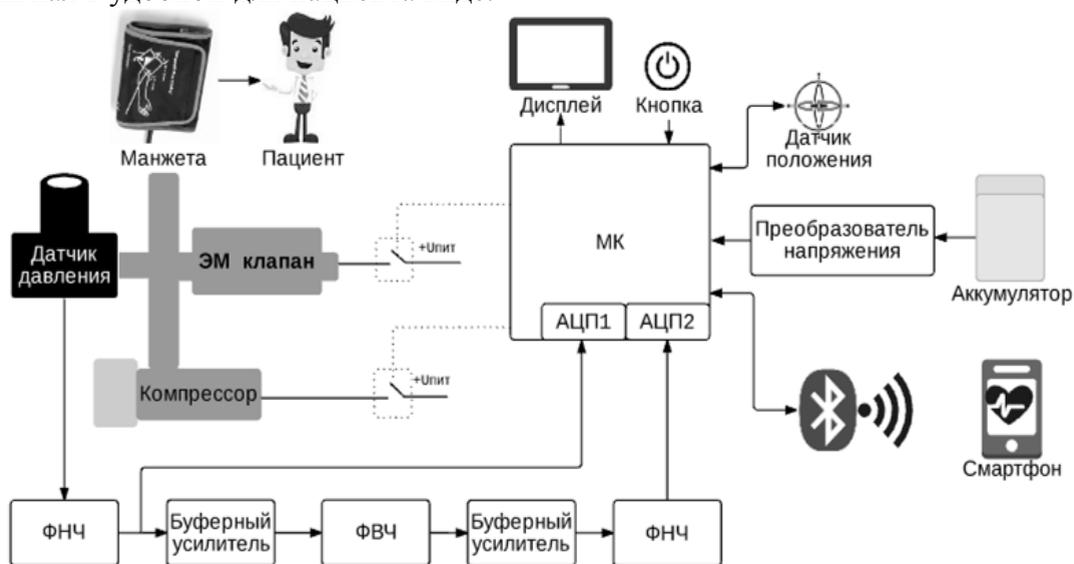 Дисплей
Кнопка
Манжета
Пациент
Датчик
положения
Датчик
давления
ЭМ клапан
+Uпит
МК
Преобразователь
напряжения
Аккумулятор
АЦП1
АЦП2
Компрессор
+Uпит
Смартфон
ФНЧ
Буферный
усилитель
ФВЧ
Буферный
усилитель
ФНЧ